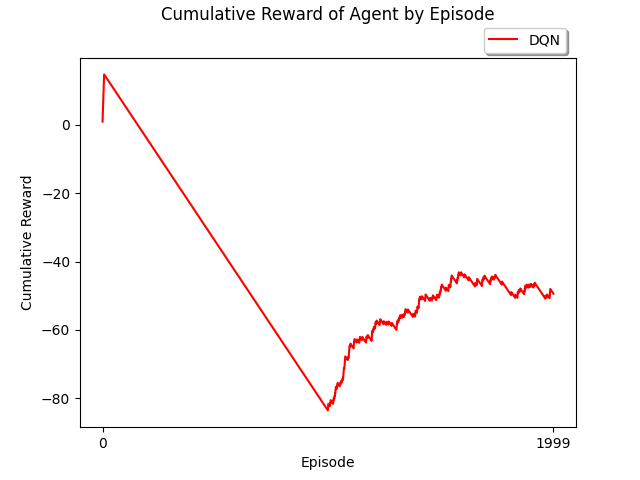 Cumulative Reward of Agent by Episode
DQN
0
−20
−40
−60
−80
Cumulative Reward
0
1999
Episode